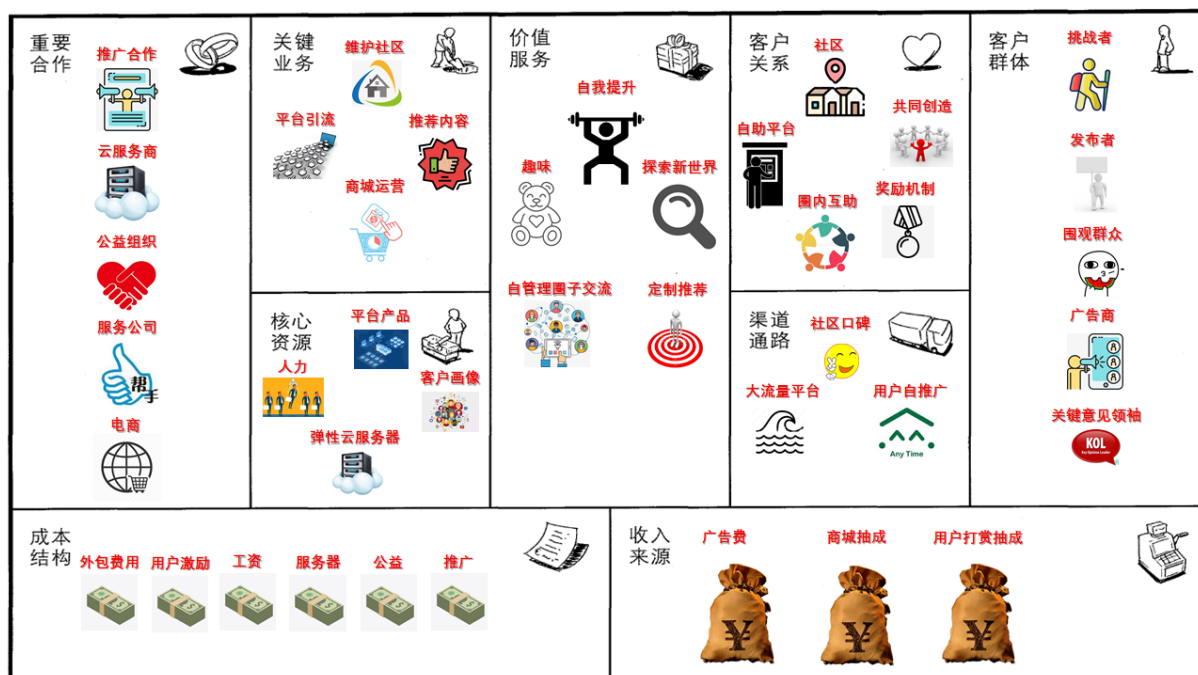 重要
合作
推广合作
云服务商
公益组织
服务公司
帮
手
电商
关键
业务
维护社区
平台引流
推荐内容
商城运营
核心
资源
平台产品
人力
客户画像
弹性云服务器
价值
服务
自我提升
趣味
探索新世界
自管理圈子交流
定制推荐
客户
关系
社区
共同创造
自助平台
奖励机制
圈内互助
渠道
通路
社区口碑
大流量平台
用户自推广
Any Time
客户
群体
挑战者
发布者
围观群众
广告商
关键意见领袖
KOL
Key Opinion Leader
成本
结构
外包费用
用户激励
工资
服务器
公益
推广
收入
来源
广告费
商城抽成
用户打赏抽成
¥
¥
¥